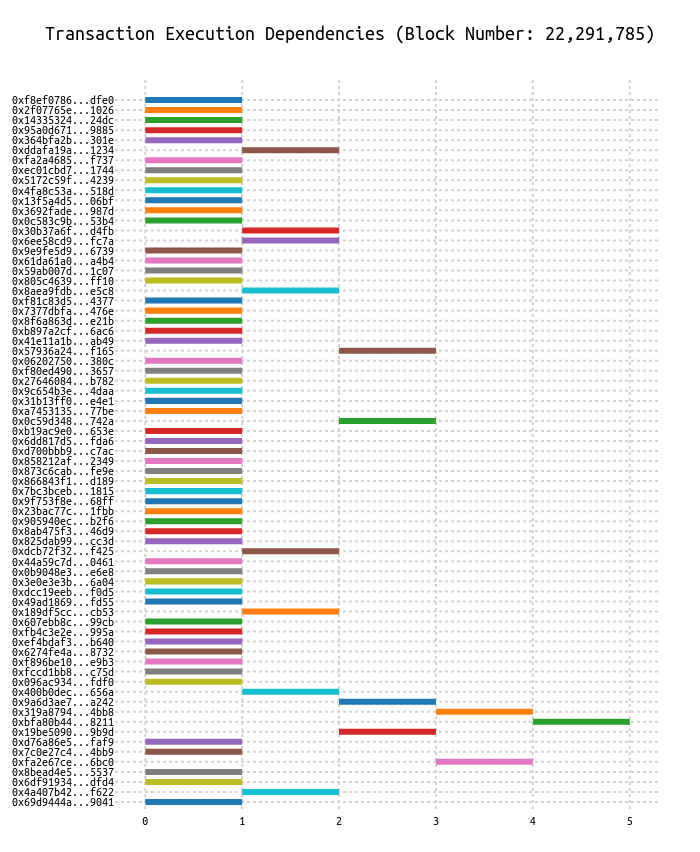 Transaction Execution Dependencies (Block Number: 22,291,785)
0xf8ef0786...dfe0
0x2f07765e...1026
0x14335324...24dc
0x95a0d671...9885
0x364bfa2b...301e
0xddafa19a...1234
0xfa2a4685...f737
0xec01cbd7...1744
0x5172c59f...4239
0x4fa8c53a...518d
0x13f5a4d5...06bf
0x3692fade...987d
0x0c583c9b...53b4
0x30b37a6f...d4fb
0x6ee58cd9...fc7a
0x9e9fe5d9...6739
0x61da61a0...a4b4
0x59ab007d...1c07
0x805c4639...ff10
0x8aea9fdb...e5c8
0xf81c83d5...4377
0x7377dbfa...476e
0x8f6a863d...e21b
0xb897a2cf...6ac6
0x41e11a1b...ab49
0x57936a24...f165
0x06202750...380c
0xf80ed490...3657
0x27646084...b782
0x9c654b3e...4daa
0x31b13ff0...e4e1
0xa7453135...77be
0x0c59d348...742a
0xb19ac9e0...653e
0x6dd817d5...fda6
0xd700bbb9...c7ac
0x858212af...2349
0x873c6cab...fe9e
0x866843f1...d189
0x7bc3bceb...1815
0x9f753f8e...68ff
0x23bac77c...1fbb
0x905940ec...b2f6
0x8ab475f3...46d9
0x825dab99...cc3d
0xdcb72f32...f425
0x44a59c7d...0461
0x0b9048e3...e6e8
0x3e0e3e3b...6a04
0xdcc19eeb...f0d5
0x49ad1869...fd55
0x189df5cc...cb53
0x607ebb8c...99cb
0xfb4c3e2e...995a
0xef4bdaf3...b640
0x6274fe4a...8732
0xf896be10...e9b3
0xfccd1bb8...c75d
0x096ac934...fdf0
0x400b0dec...656a
0x9a6d3ae7...a242
0x319a8794...4bb8
0xbfa80b44...8211
0x19be5090...9b9d
0xd76a86e5...faf9
0x7c0e27c4...4bb9
0xfa2e67ce...6bc0
0x8bead4e5...5537
0x6df91934...dfd4
0x4a407b42...f622
0x69d9444a...9041
0 1 2 3 4 5